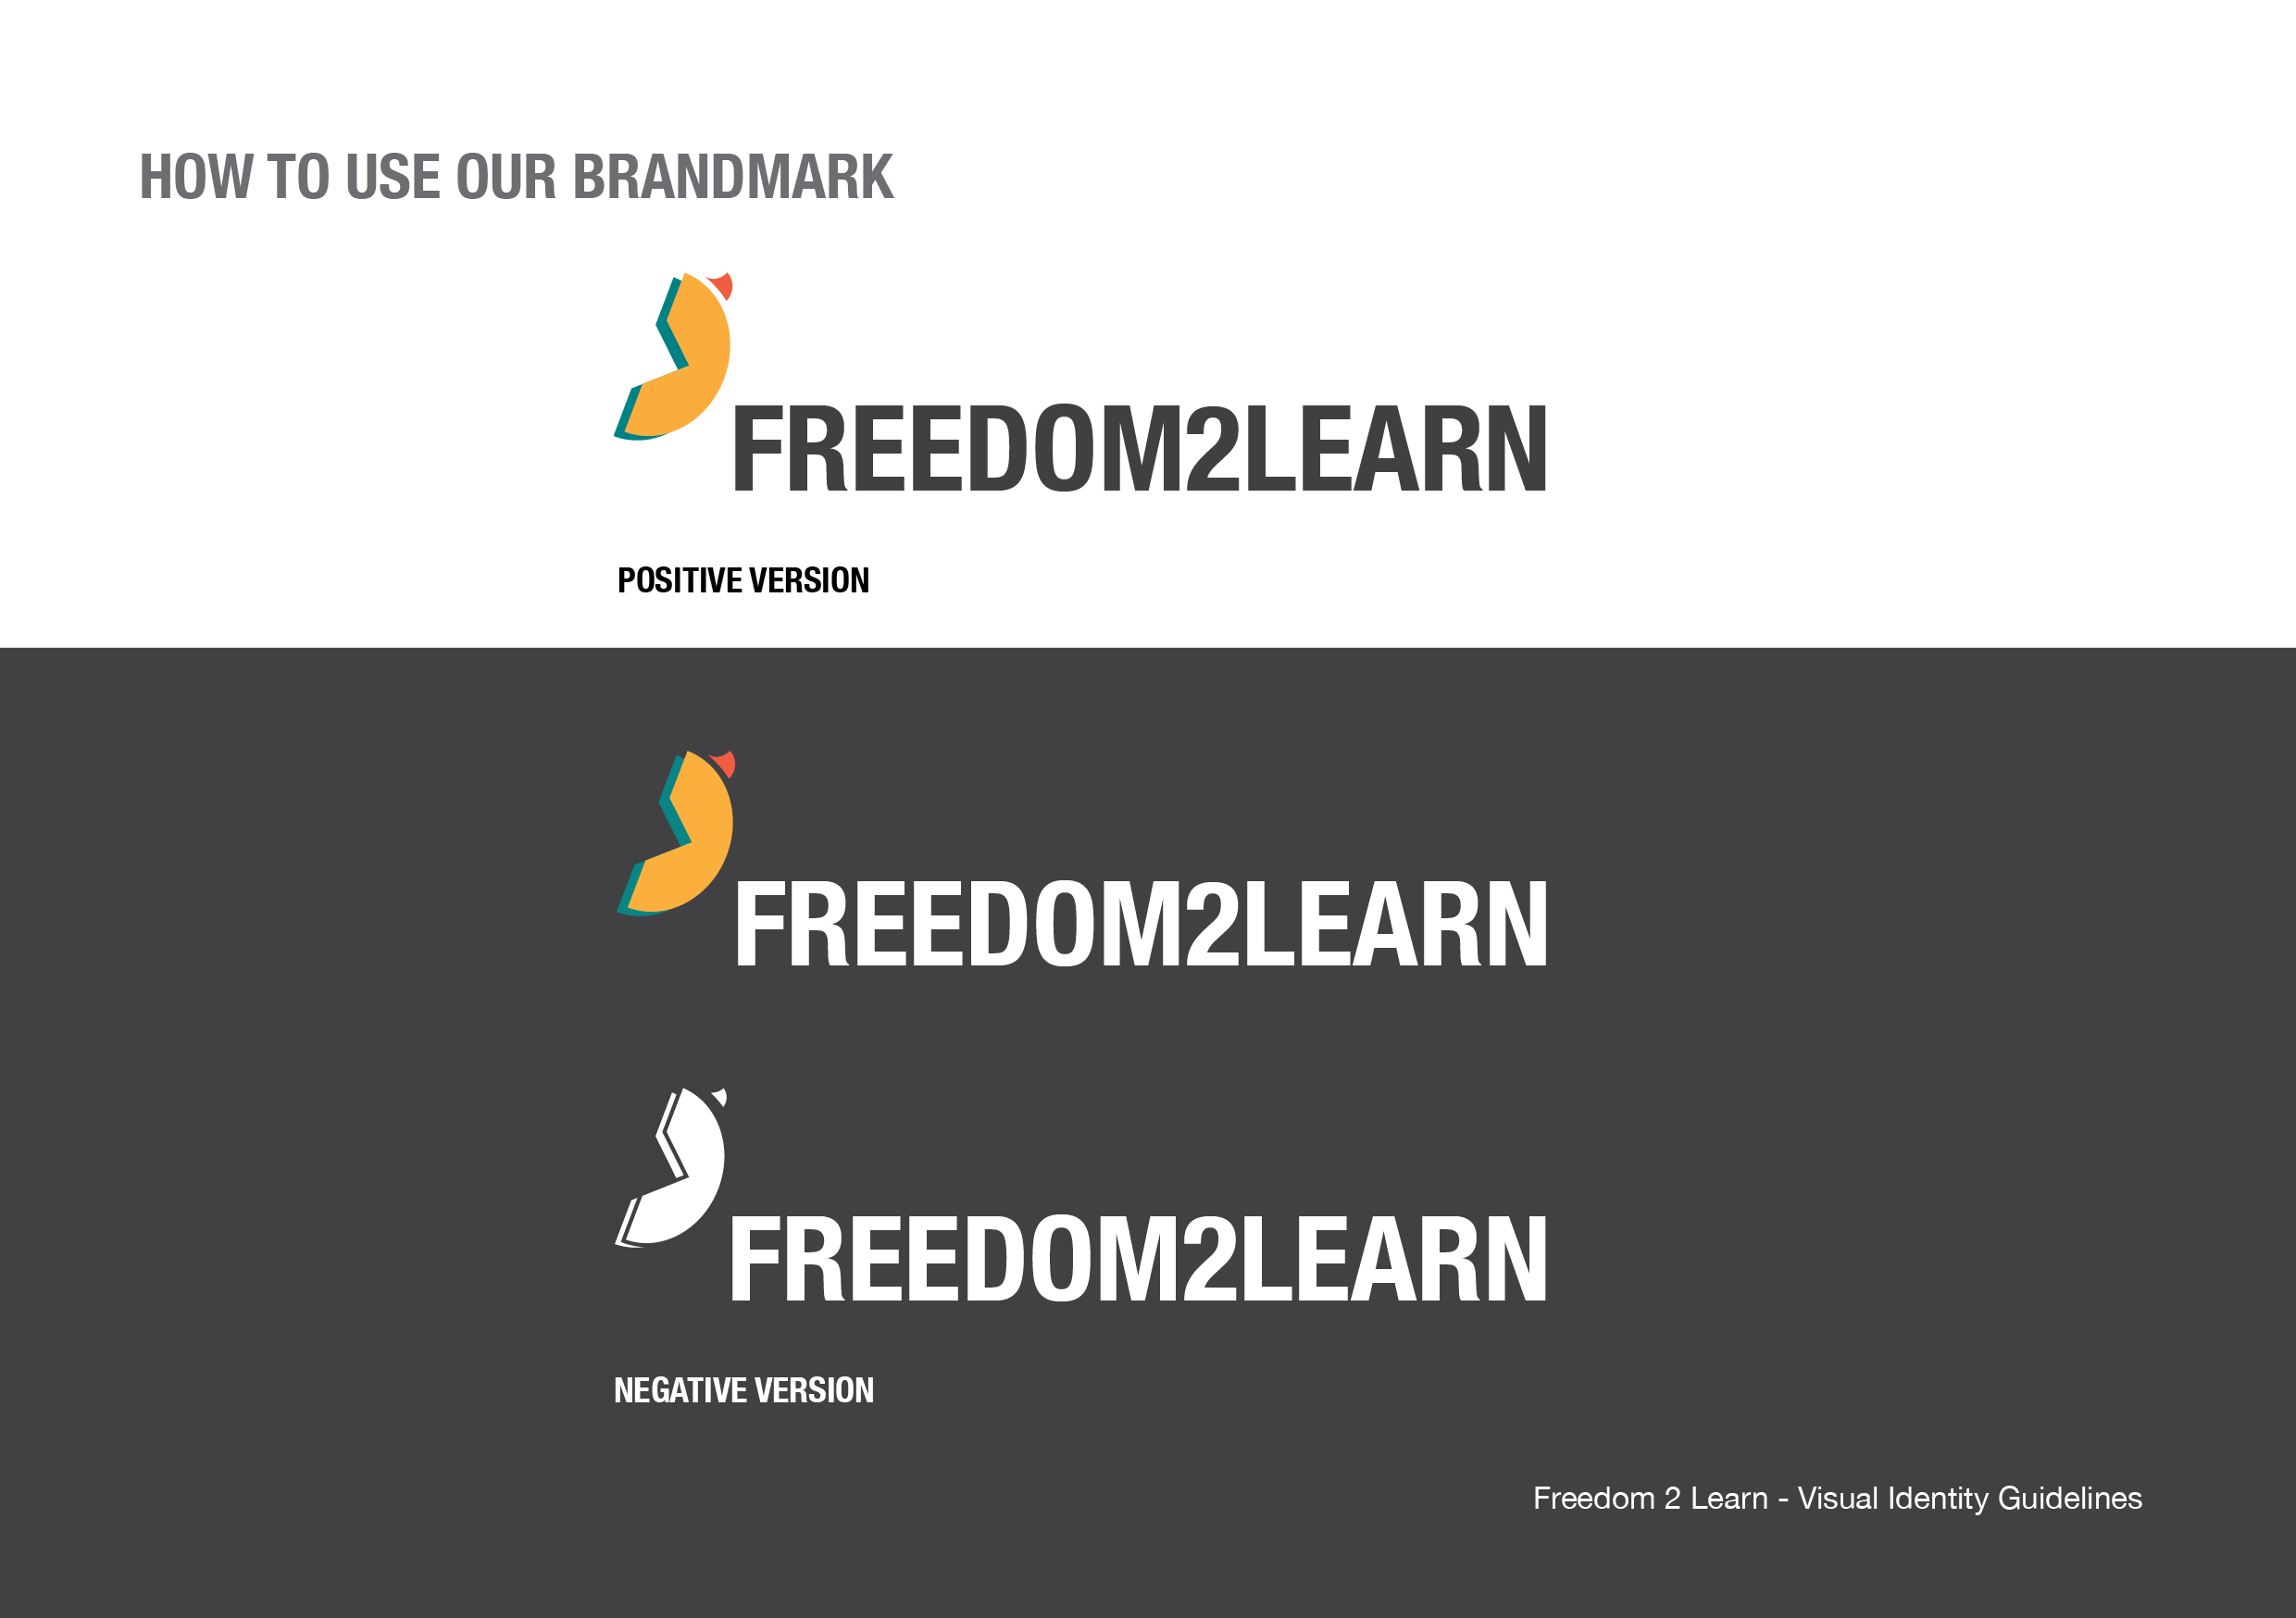 HOW TO USE OUR BRANDMARK
FREEDOM2LEARN
POSITIVE VERSION
FREEDOM2LEARN
FREEDOM2LEARN
NEGATIVE VERSION
Freedom 2 Learn - Visual Identity Guidelines